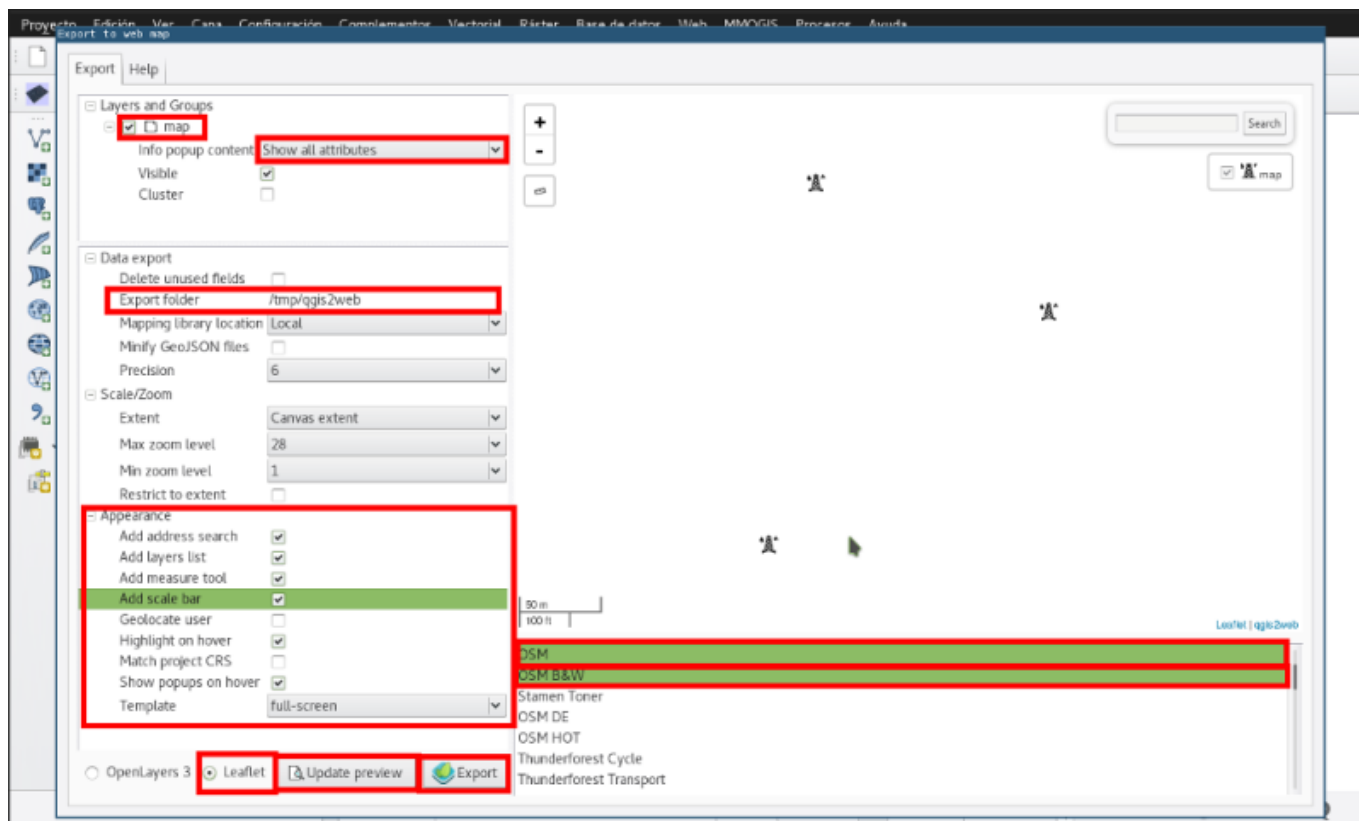 Proyecto Edición Ver Capa Configuración Complementos Vectorial Ráster Base de datos Web MMQGIS Procesos Ayuda
Export to web map
Export Help
Layers and Groups
map
Info popup content Show all attributes
Visible
Cluster
Data export
Delete unused fields
Export folder /tmp/qgis2web
Mapping library location Local
Minify GeoJSON files
Precision 6
Scale/Zoom
Extent Canvas extent
Max zoom level 28
Min zoom level 1
Restrict to extent
Appearance
Add address search
Add layers list
Add measure tool
Add scale bar
Geolocate user
Highlight on hover
Match project CRS
Show popups on hover
Template full-screen
OpenLayers 3 Leaflet Update preview Export
+
-
Search
map
50 m
100 ft
Leaflet | qgis2web
OSM
OSM B&W
Stamen Toner
OSM DE
OSM HOT
Thunderforest Cycle
Thunderforest Transport